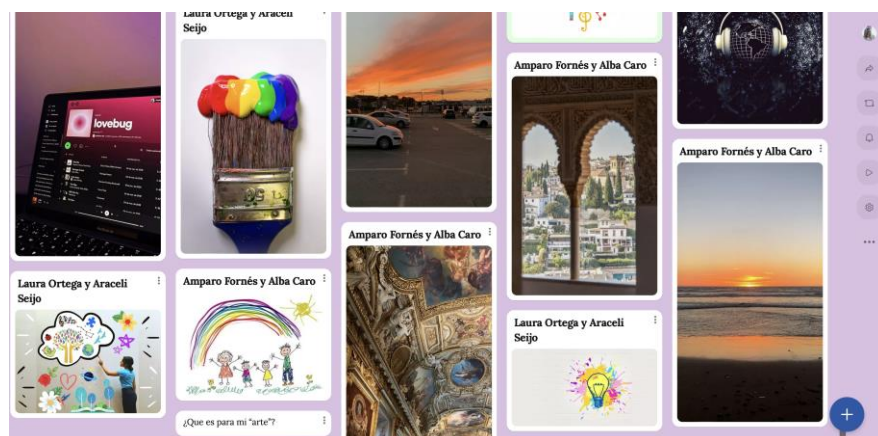 lovebug
Laura Ortega y Araceli
Seijo
Laura Ortega y Araceli
Seijo
Amparo Fornés y Alba Caro
¿Que es para mi “arte”?
Amparo Fornés y Alba Caro
Amparo Fornés y Alba Caro
Laura Ortega y Araceli
Seijo
Amparo Fornés y Alba Caro